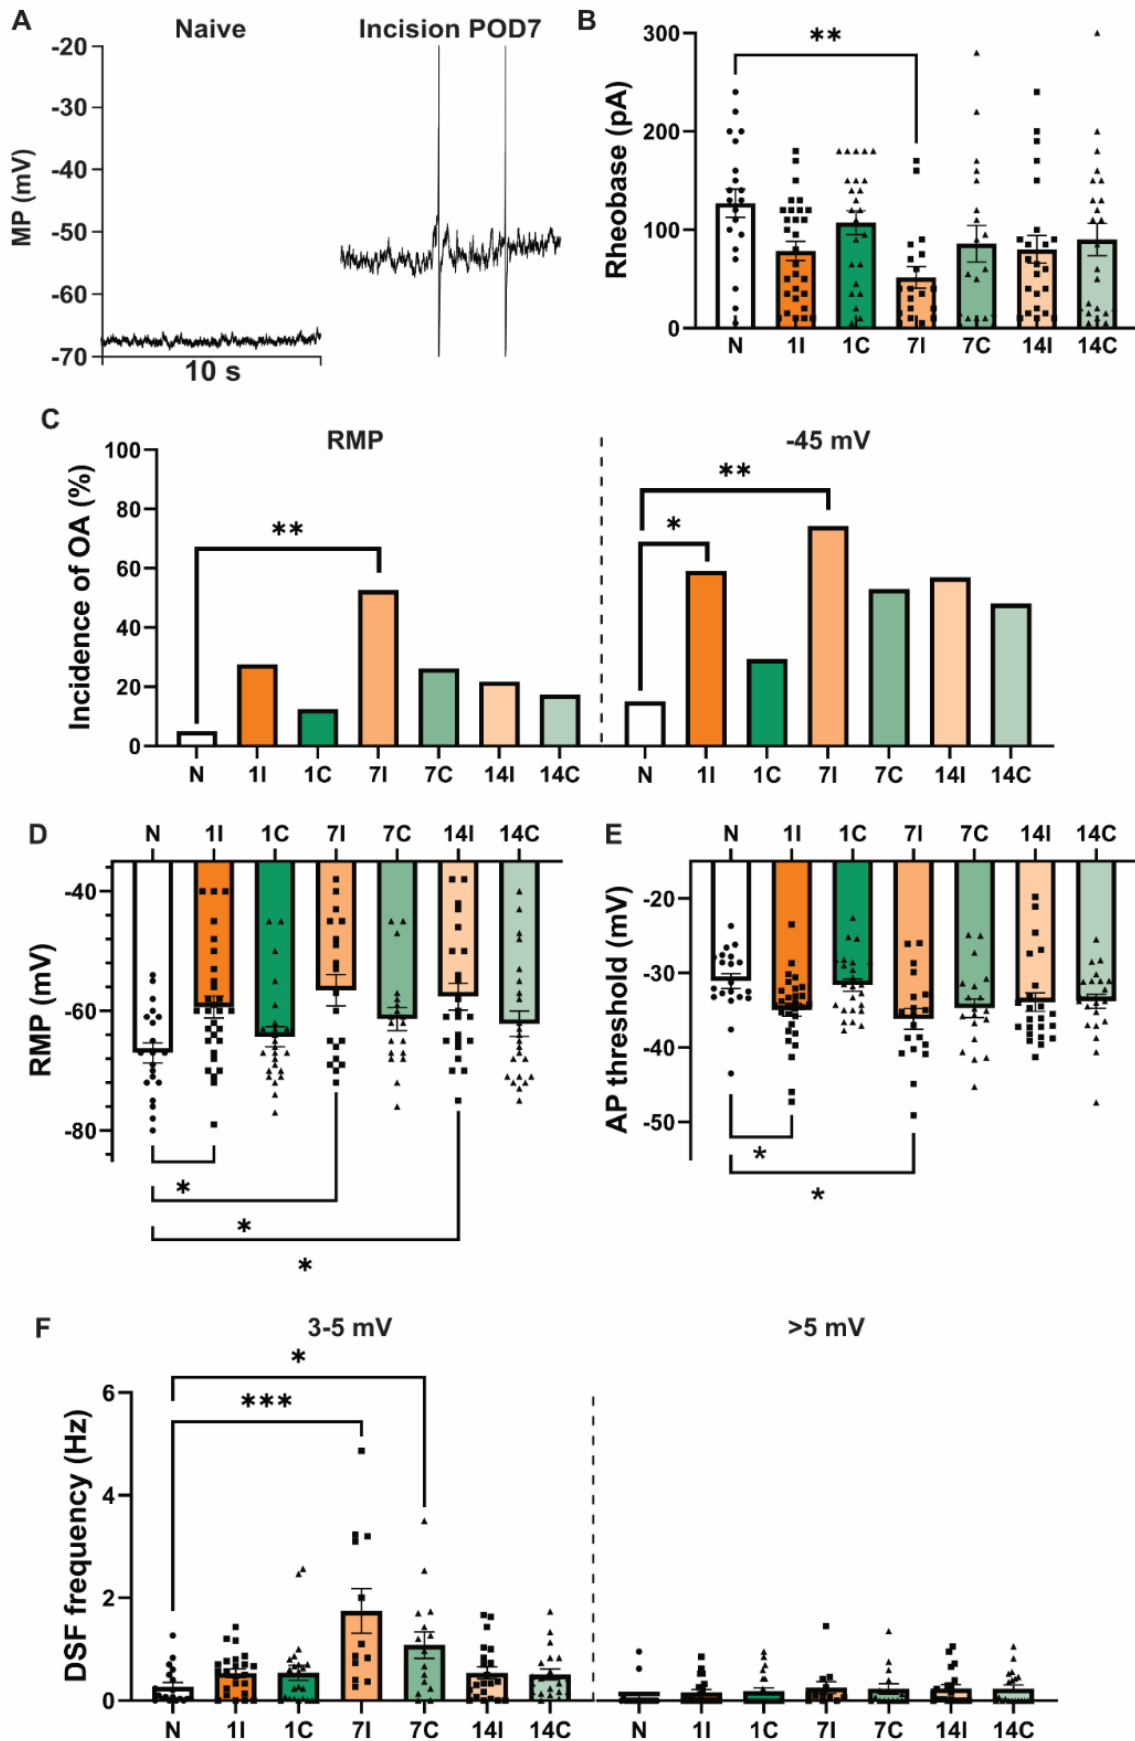 A
Naive
Incision POD7
MP (mV)
-20
-30
-40
-50
-60
-70
10 s
B
**
Rheobase (pA)
300
200
100
0
N 1I 1C 7I 7C 14I 14C
C
RMP
-45 mV
Incidence of OA (%)
100
80
60
40
20
0
**
**
*
N 1I 1C 7I 7C 14I 14C
N 1I 1C 7I 7C 14I 14C
D
N 1I 1C 7I 7C 14I 14C
RMP (mV)
-40
-60
-80
*
*
*
E
N 1I 1C 7I 7C 14I 14C
AP threshold (mV)
-20
-30
-40
-50
*
*
F
3-5 mV
>5 mV
*
***
DSF frequency (Hz)
6
4
2
0
N 1I 1C 7I 7C 14I 14C
N 1I 1C 7I 7C 14I 14C